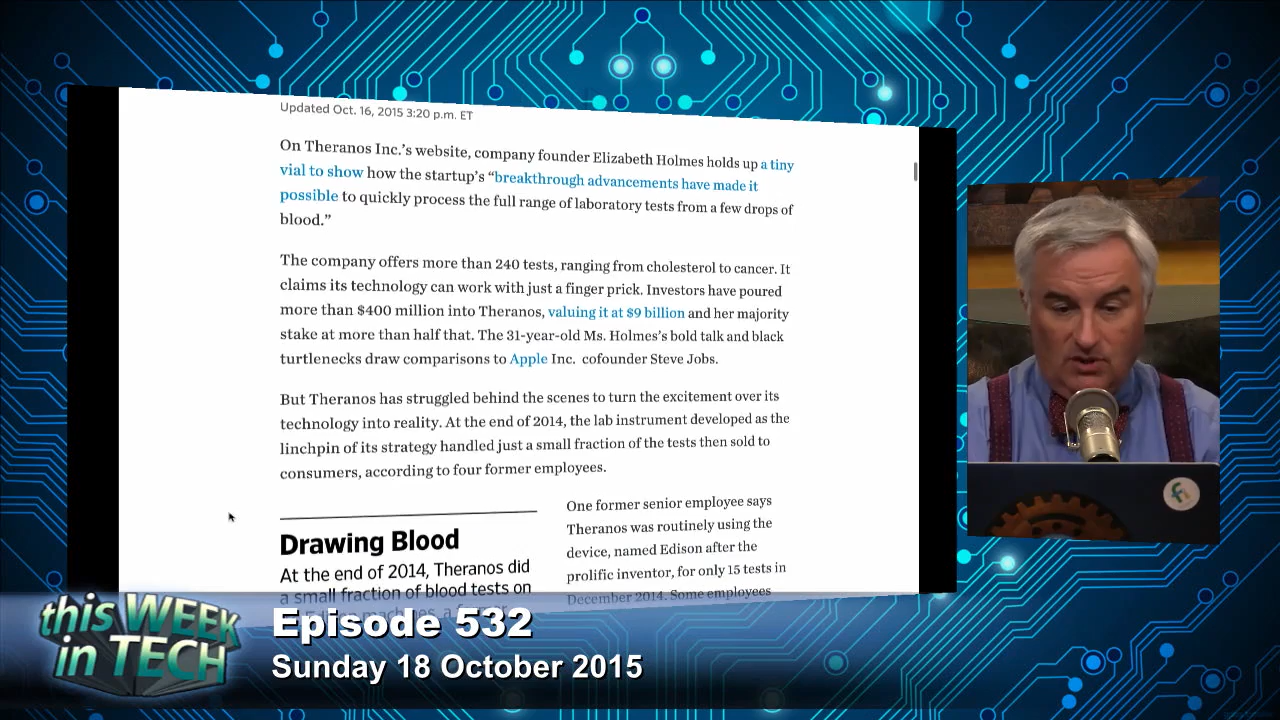 Updated Oct. 16, 2015 3:20 p.m. ET
On Theranos Inc.’s website, company founder Elizabeth Holmes holds up a tiny
vial to show how the startup’s “breakthrough advancements have made it
possible to quickly process the full range of laboratory tests from a few drops of
blood.”
The company offers more than 240 tests, ranging from cholesterol to cancer. It
claims its technology can work with just a finger prick. Investors have poured
more than $400 million into Theranos, valuing it at $9 billion and her majority
stake at more than half that. The 31-year-old Ms. Holmes’s bold talk and black
turtlenecks draw comparisons to Apple Inc. cofounder Steve Jobs.
But Theranos has struggled behind the scenes to turn the excitement over its
technology into reality. At the end of 2014, the lab instrument developed as the
linchpin of its strategy handled just a small fraction of the tests then sold to
consumers, according to four former employees.
Drawing Blood
At the end of 2014, Theranos did
a small fraction of blood tests on
One former senior employee says
Theranos was routinely using the
device, named Edison after the
prolific inventor, for only 15 tests in
December 2014. Some employees
this WEEK
in TECH
Episode 532
Sunday 18 October 2015